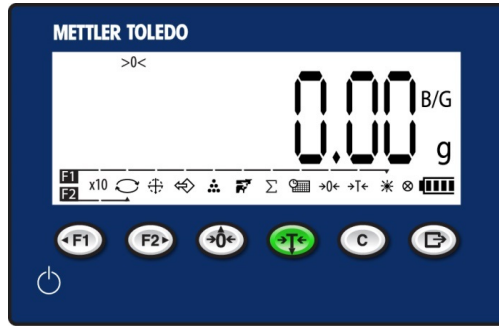 METTLER TOLEDO
>0<
0.00 B/G
g
F1
F2
x10 Σ →0← →T←
F1 F2 →0← →T← C